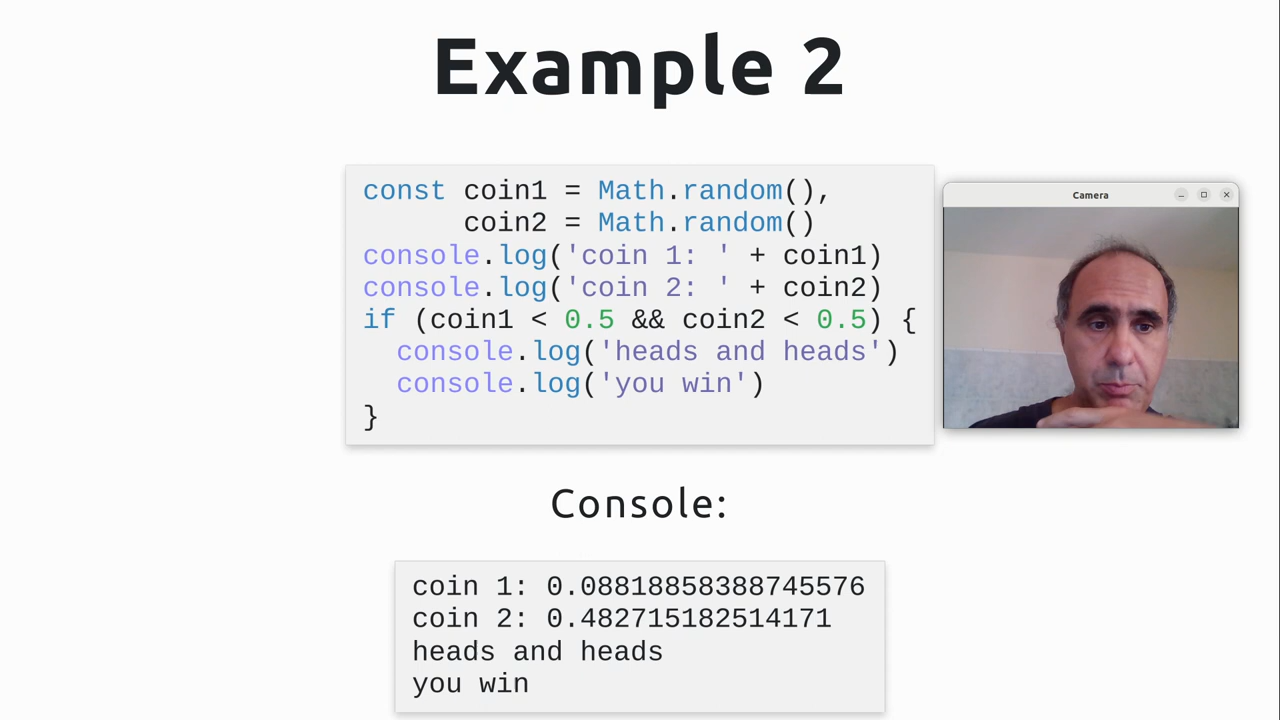 Example 2
const coin1 = Math.random(),
      coin2 = Math.random()
console.log('coin 1: ' + coin1)
console.log('coin 2: ' + coin2)
if (coin1 < 0.5 && coin2 < 0.5) {
  console.log('heads and heads')
  console.log('you win')
}
Camera
Console:
coin 1: 0.08818858388745576
coin 2: 0.482715182514171
heads and heads
you win